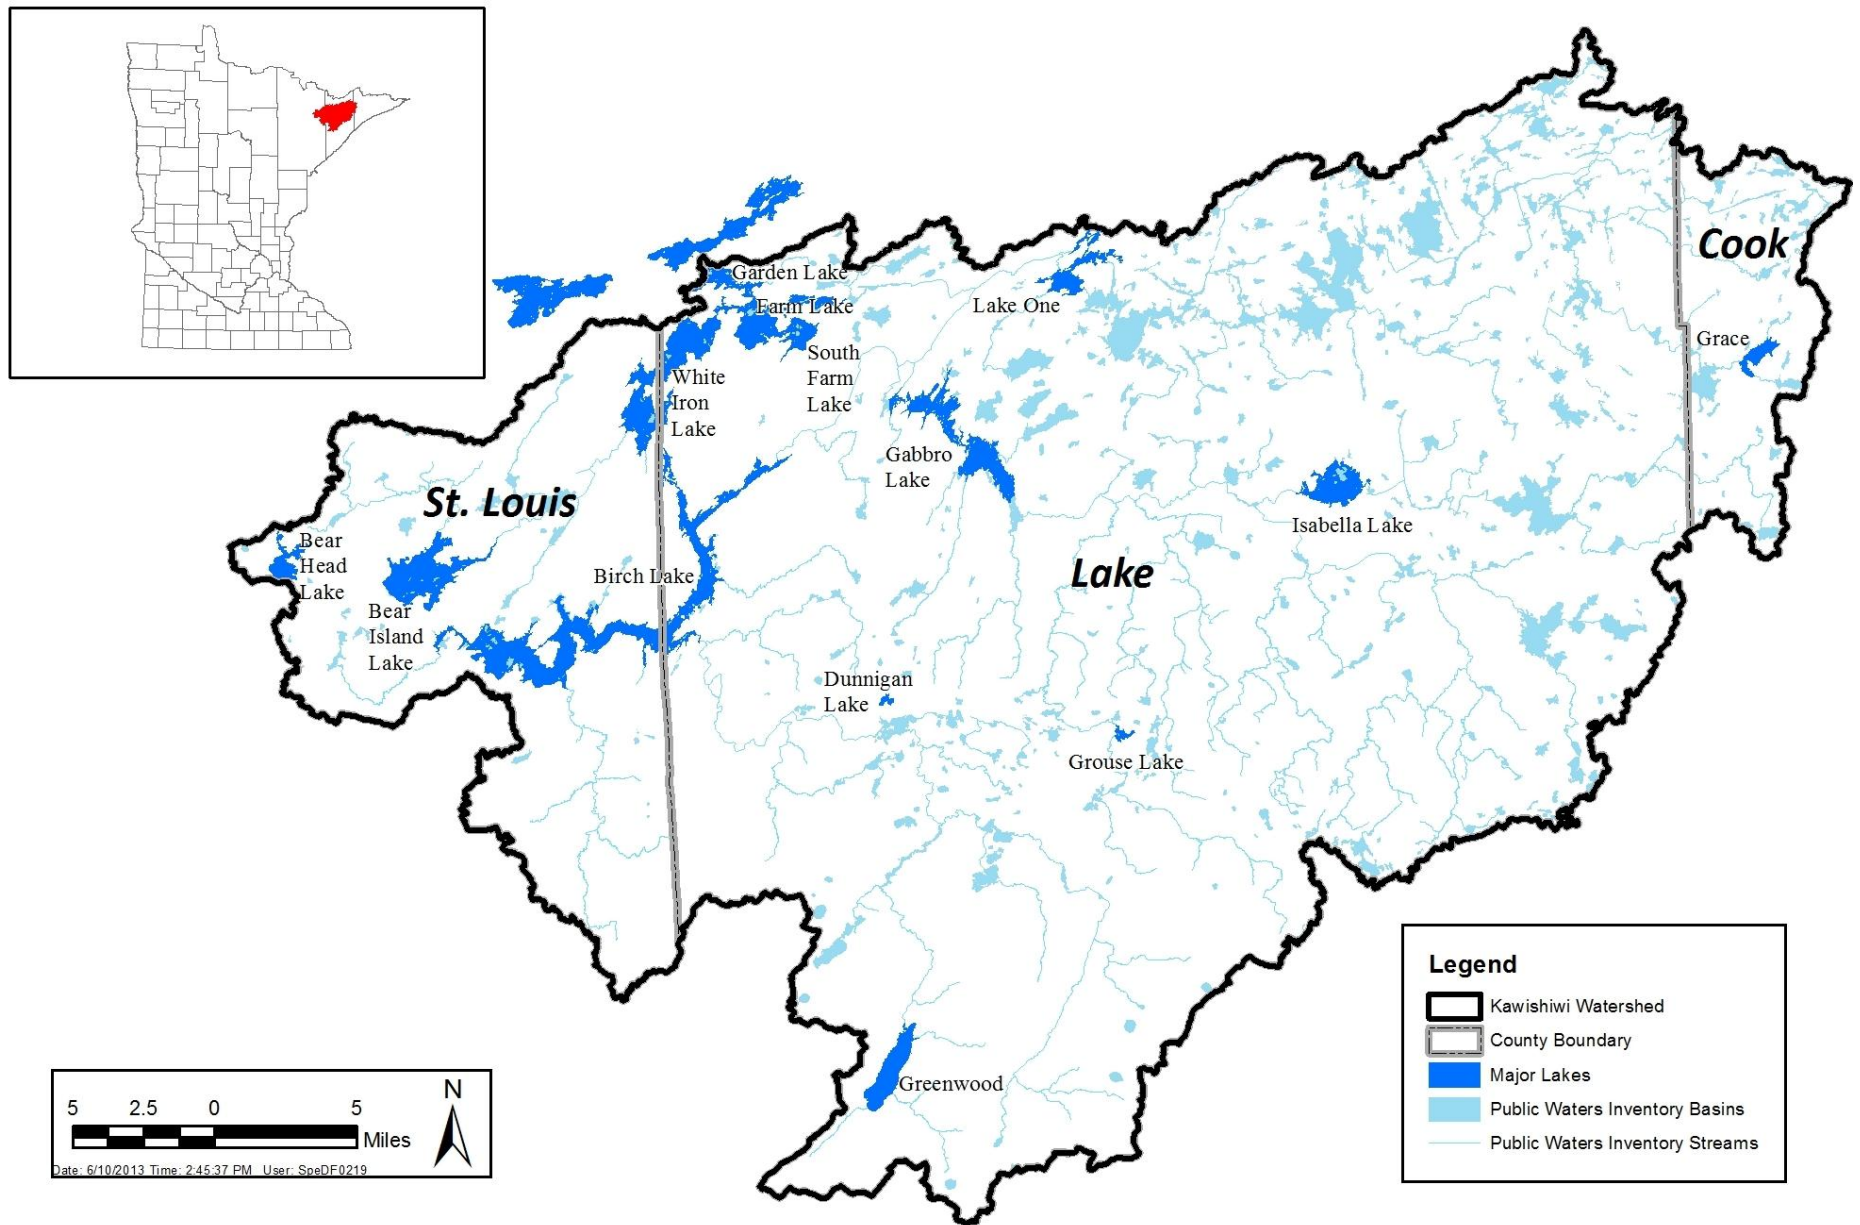 Garden Lake
Farm Lake
South
Farm
Lake
White
Iron
Lake
Lake One
Cook
Grace
Gabbro
Lake
St. Louis
Isabella Lake
Bear
Head
Lake
Bear
Island
Lake
Birch Lake
Lake
Dunnigan
Lake
Grouse Lake
Greenwood
5 2.5 0 5
Miles
N
Date: 6/10/2013 Time: 2:45:37 PM User: SpeDF0219
Legend
Kawishiwi Watershed
County Boundary
Major Lakes
Public Waters Inventory Basins
Public Waters Inventory Streams